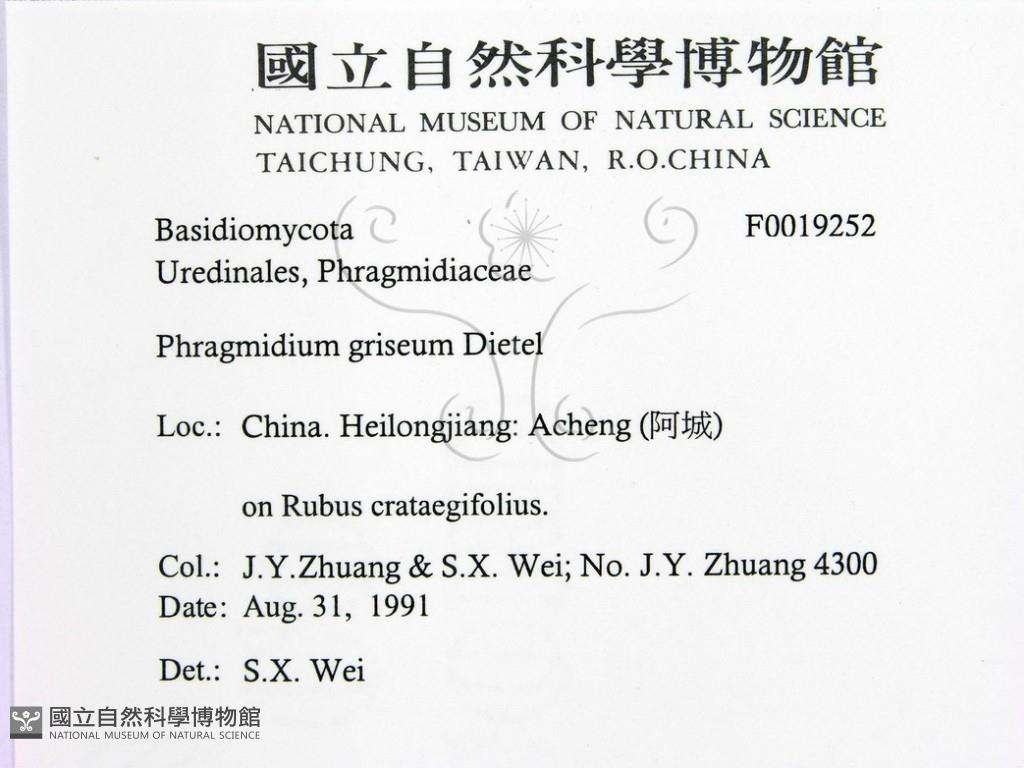 國立自然科學博物館
NATIONAL MUSEUM OF NATURAL SCIENCE
TAICHUNG, TAIWAN, R.O.CHINA
Basidiomycota F0019252
Uredinales, Phragmidiaceae
Phragmidium griseum Dietel
Loc.: China. Heilongjiang: Acheng (阿城)
on Rubus crataegifolius.
Col.: J.Y.Zhuang & S.X. Wei; No. J.Y. Zhuang 4300
Date: Aug. 31, 1991
Det.: S.X. Wei
國立自然科學博物館
NATIONAL MUSEUM OF NATURAL SCIENCE